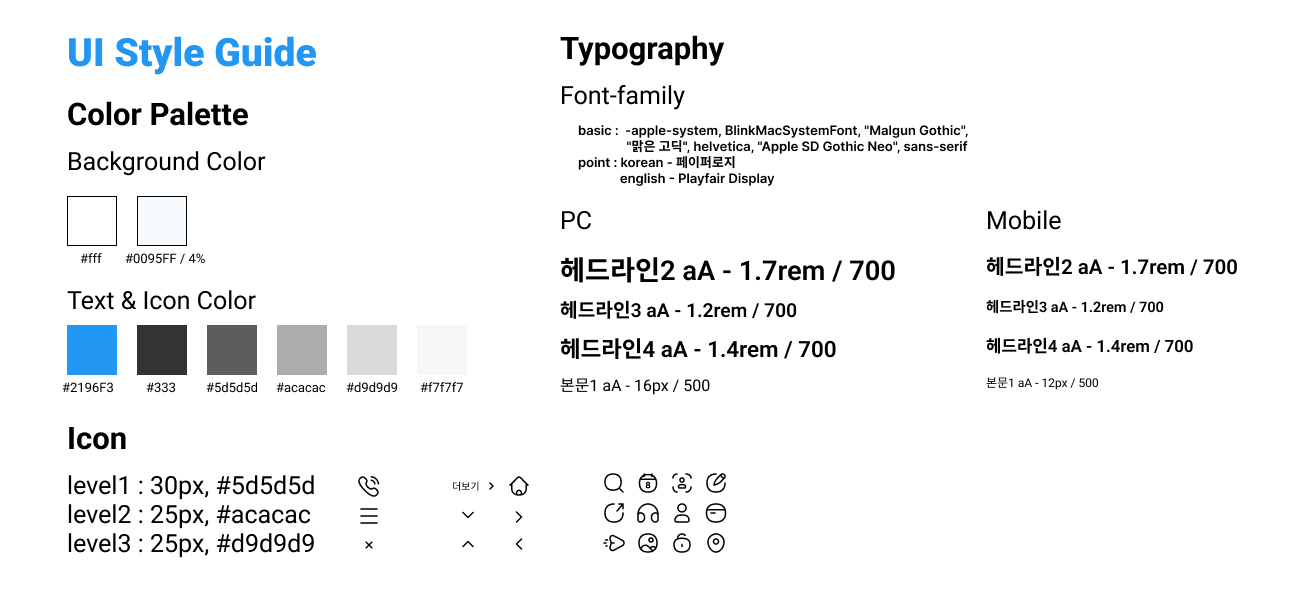 UI Style Guide
Color Palette
Background Color
#fff
#0095FF / 4%
Text & Icon Color
#2196F3
#333
#5d5d5d
#acacac
#d9d9d9
#f7f7f7
Icon
level1 : 30px, #5d5d5d
level2 : 25px, #acacac
level3 : 25px, #d9d9d9
더보기
8
Typography
Font-family
basic : -apple-system, BlinkMacSystemFont, "Malgun Gothic",
"맑은 고딕", helvetica, "Apple SD Gothic Neo", sans-serif
point : korean - 페이퍼로지
english - Playfair Display
PC
헤드라인2 aA - 1.7rem / 700
헤드라인3 aA - 1.2rem / 700
헤드라인4 aA - 1.4rem / 700
본문1 aA - 16px / 500
Mobile
헤드라인2 aA - 1.7rem / 700
헤드라인3 aA - 1.2rem / 700
헤드라인4 aA - 1.4rem / 700
본문1 aA - 12px / 500